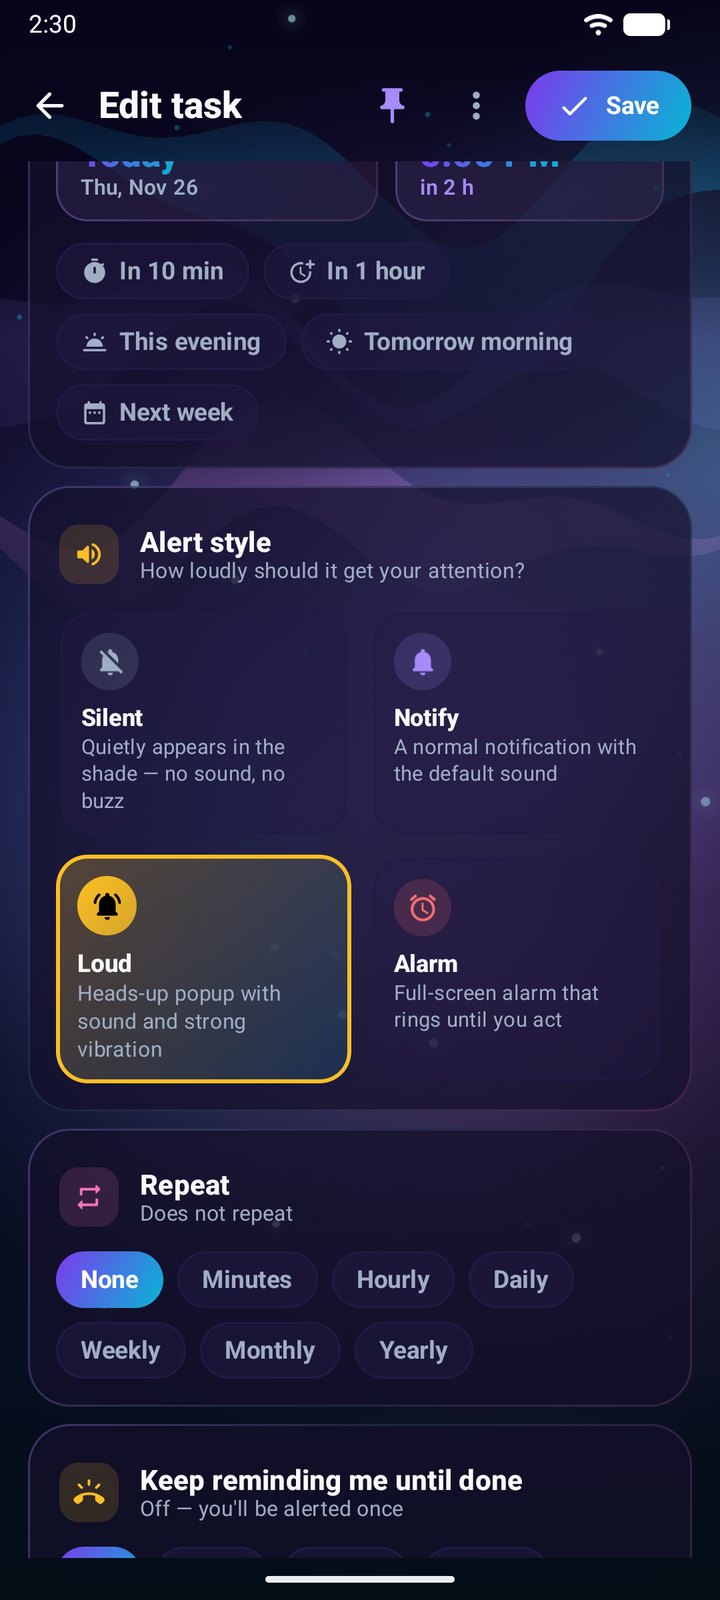 2:30
Edit task
Save
Today
Thu, Nov 26
in 2 h
In 10 min
In 1 hour
This evening
Tomorrow morning
Next week
Alert style
How loudly should it get your attention?
Silent
Quietly appears in the
shade — no sound, no
buzz
Notify
A normal notification with
the default sound
Loud
Heads-up popup with
sound and strong
vibration
Alarm
Full-screen alarm that
rings until you act
Repeat
Does not repeat
None
Minutes
Hourly
Daily
Weekly
Monthly
Yearly
Keep reminding me until done
Off — you'll be alerted once